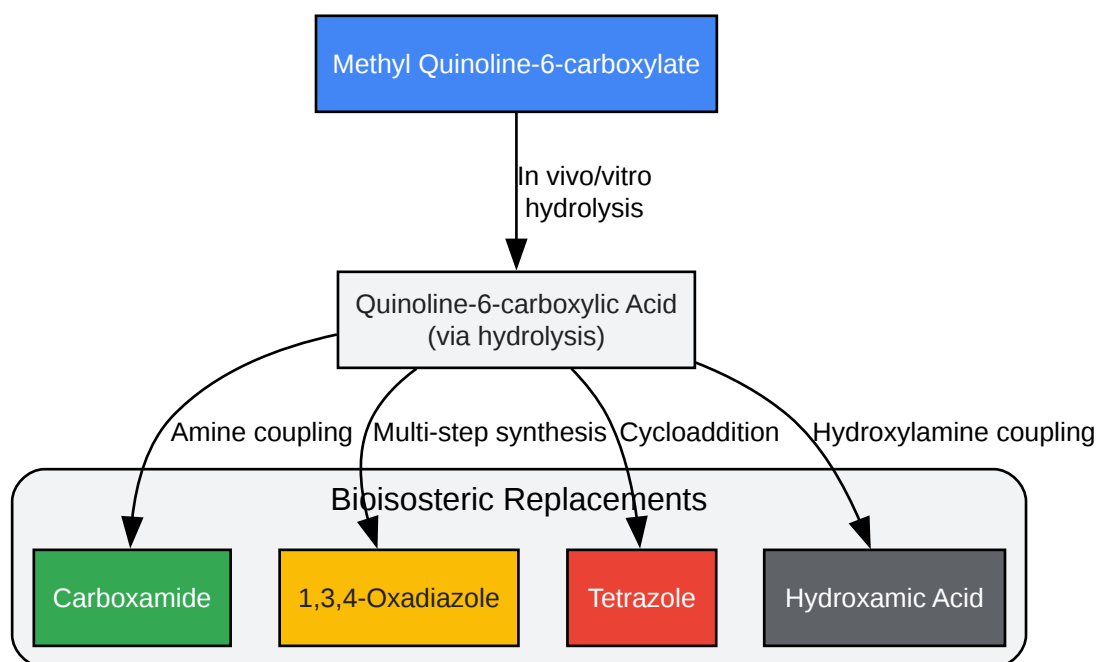 Methyl Quinoline-6-carboxylate
In vivo/vitro
hydrolysis
Quinoline-6-carboxylic Acid
(via hydrolysis)
Amine coupling
Multi-step synthesis
Cycloaddition
Hydroxylamine coupling
Bioisosteric Replacements
Carboxamide
1,3,4-Oxadiazole
Tetrazole
Hydroxamic Acid